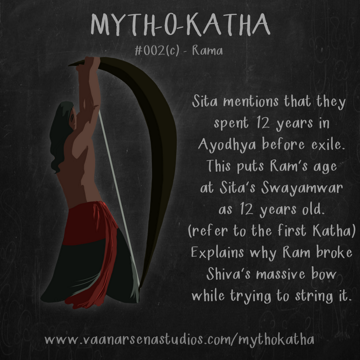 MYTH-O-KATHA
#002(c) - Rama
Sita mentions that they
spent 12 years in
Ayodhya before exile.
This puts Ram's age
at Sita's Swayamwar
as 12 years old.
(refer to the first Katha)
Explains why Ram broke
Shiva's massive bow
while trying to string it.
www.vaanarsenastudios.com/mythokatha